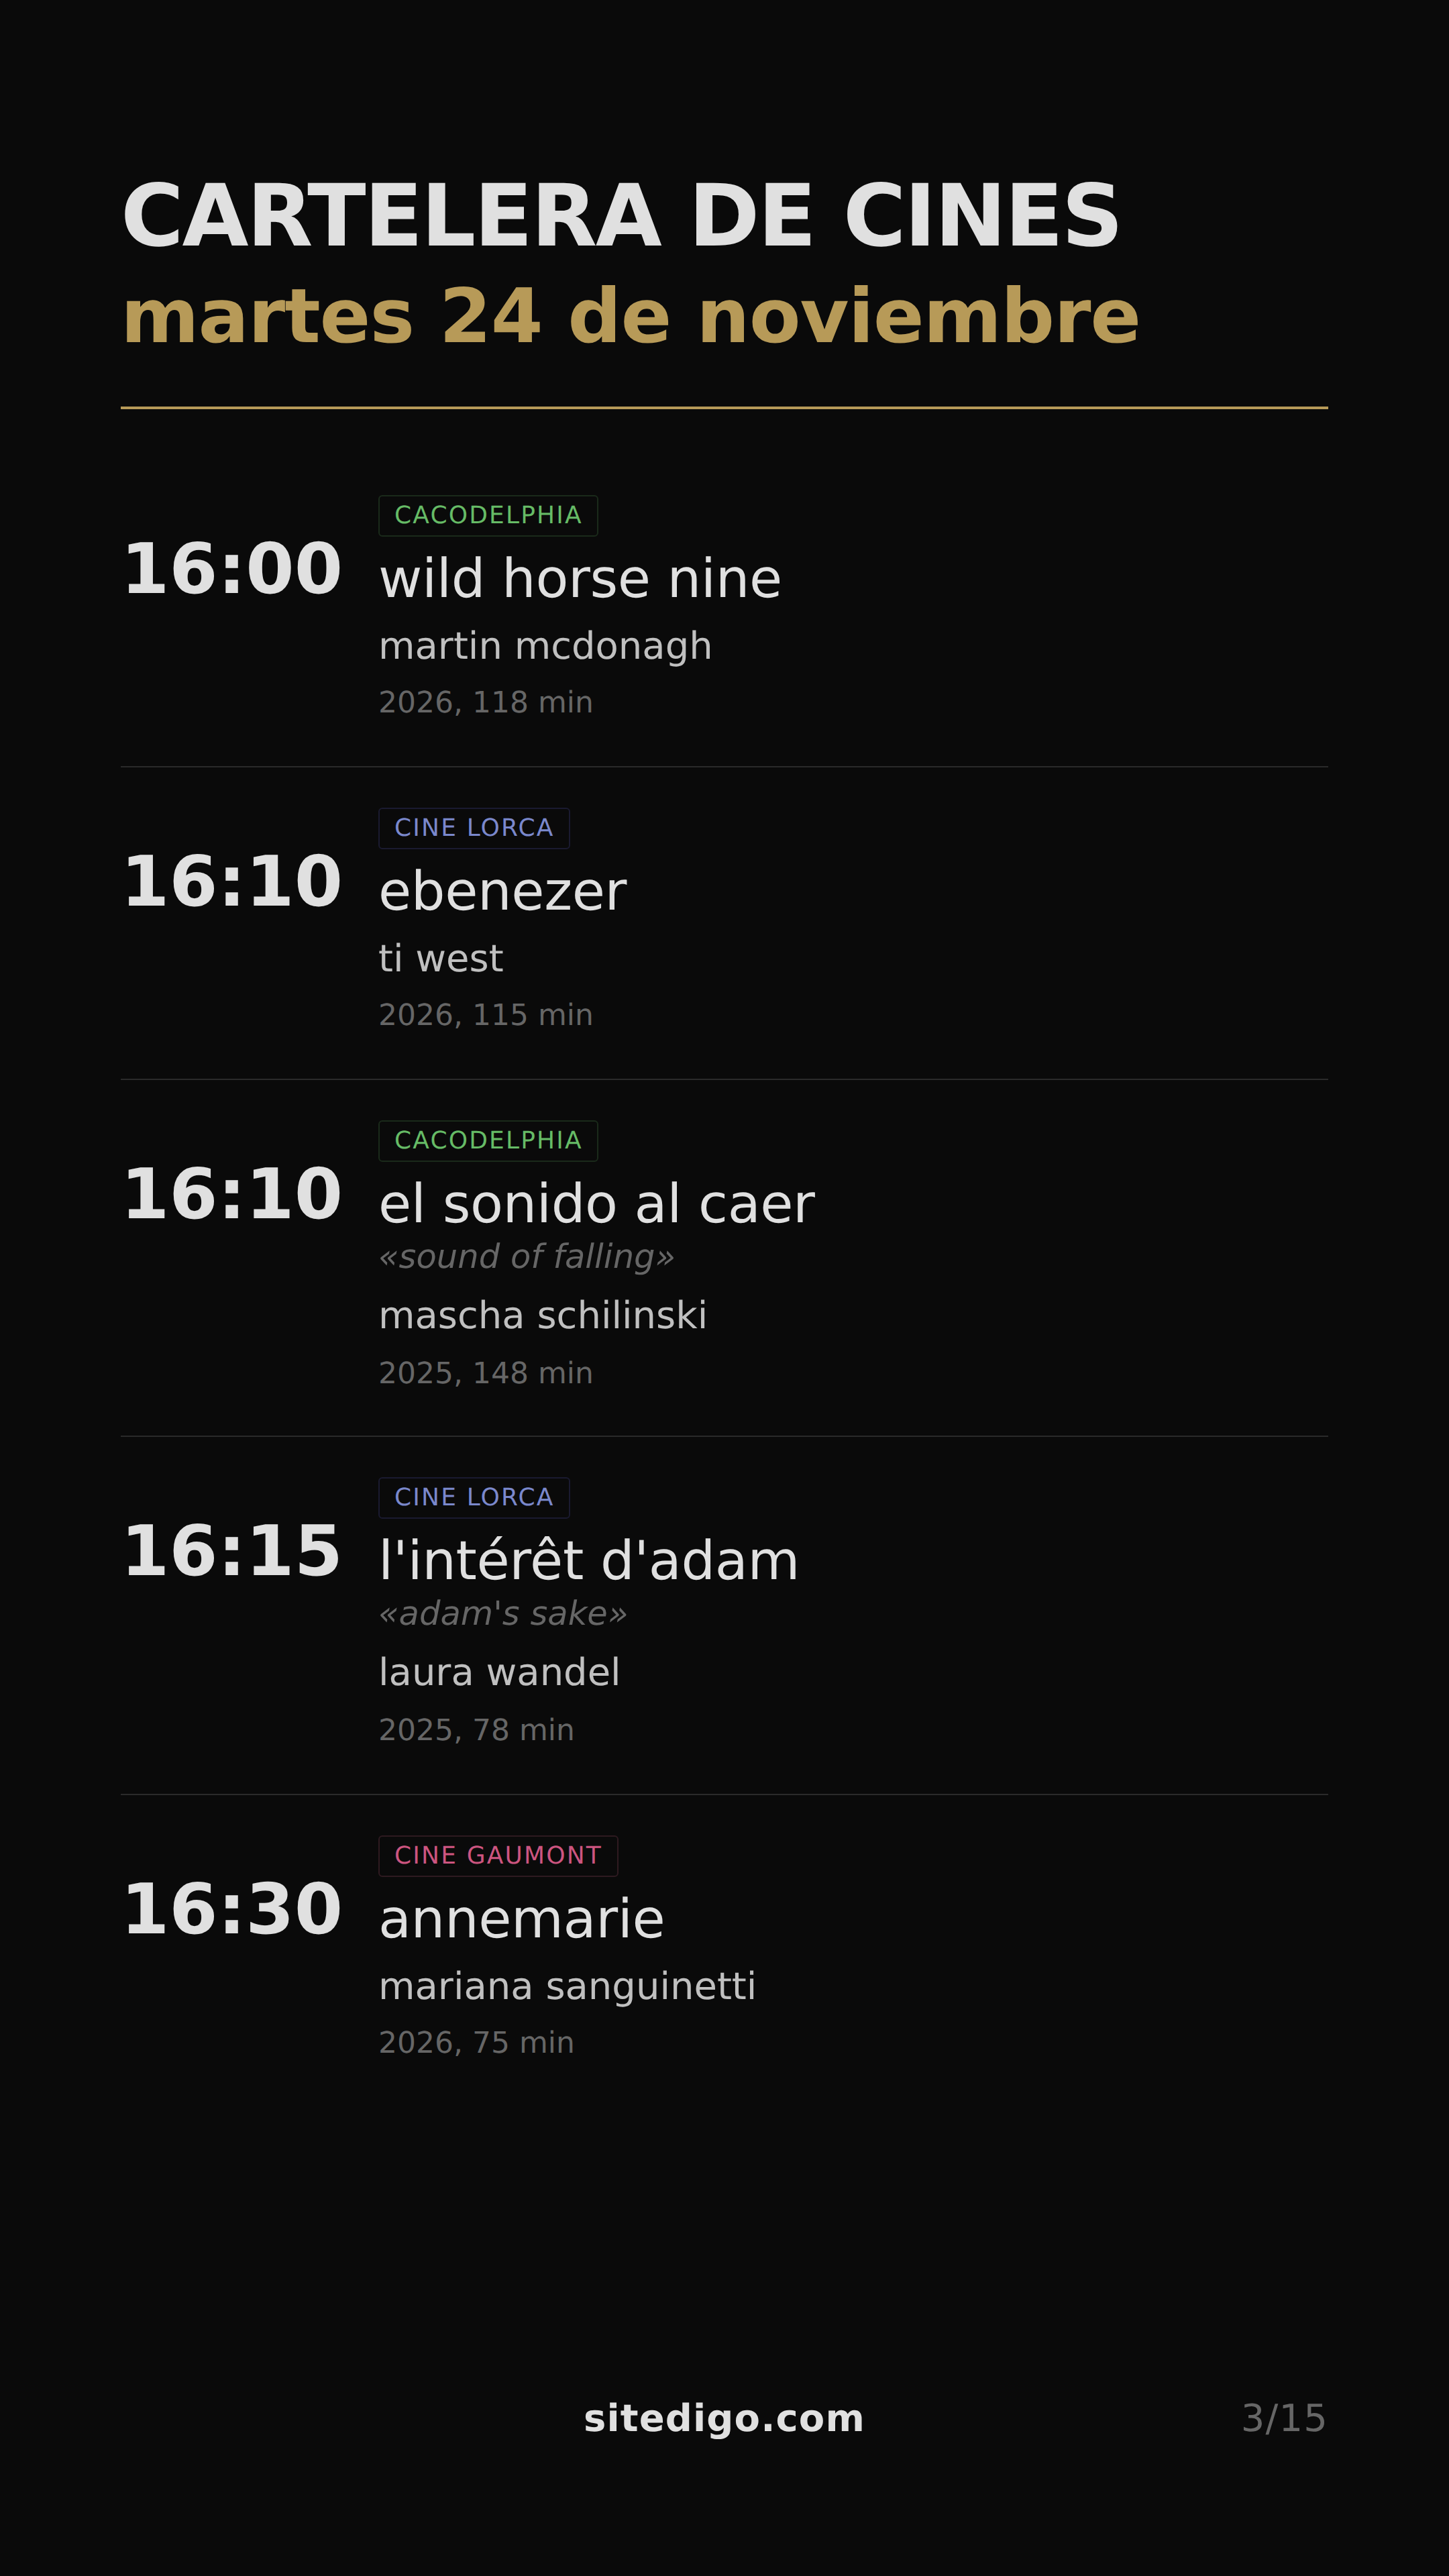 CARTELERA DE CINES
martes 24 de noviembre
CACODELPHIA
16:00
wild horse nine
martin mcdonagh
2026, 118 min
CINE LORCA
16:10
ebenezer
ti west
2026, 115 min
CACODELPHIA
16:10
el sonido al caer
«sound of falling»
mascha schilinski
2025, 148 min
CINE LORCA
16:15
l'intérêt d'adam
«adam's sake»
laura wandel
2025, 78 min
CINE GAUMONT
16:30
annemarie
mariana sanguinetti
2026, 75 min
sitedigo.com
3/15